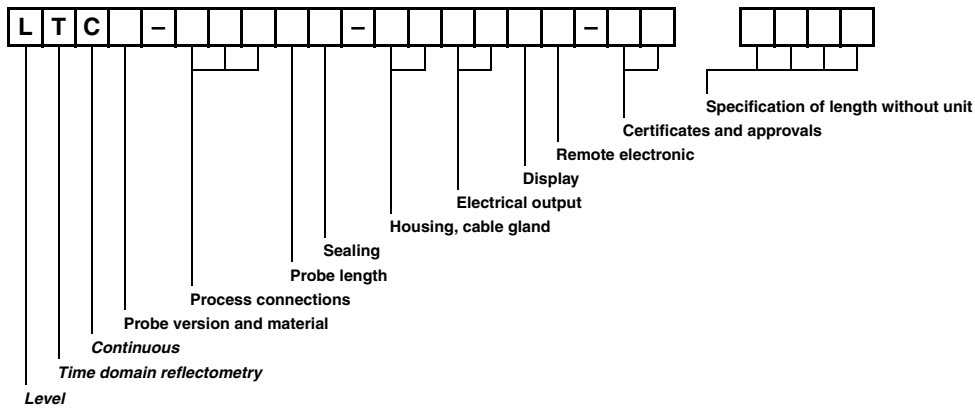 L T C – – –
Specification of length without unit
Certificates and approvals
Remote electronic
Display
Electrical output
Housing, cable gland
Sealing
Probe length
Process connections
Probe version and material
Continuous
Time domain reflectometry
Level